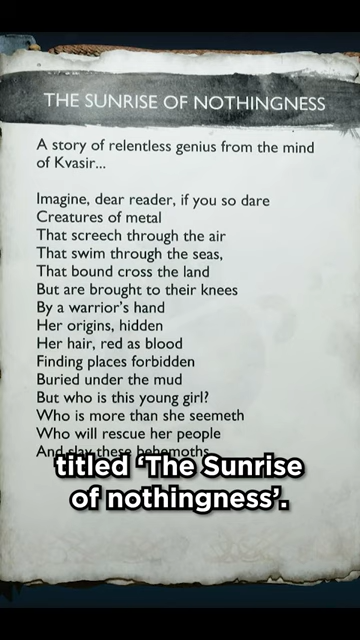 THE SUNRISE OF NOTHINGNESS
A story of relentless genius from the mind
of Kvasir...
Imagine, dear reader, if you so dare
Creatures of metal
That screech through the air
That swim through the seas,
That bound cross the land
But are brought to their knees
By a warrior's hand
Her origins, hidden
Her hair, red as blood
Finding places forbidden
Buried under the mud
But who is this young girl?
Who is more than she seemeth
Who will rescue her people
And slay these behemoths
titled ‘The Sunrise
of nothingness’.